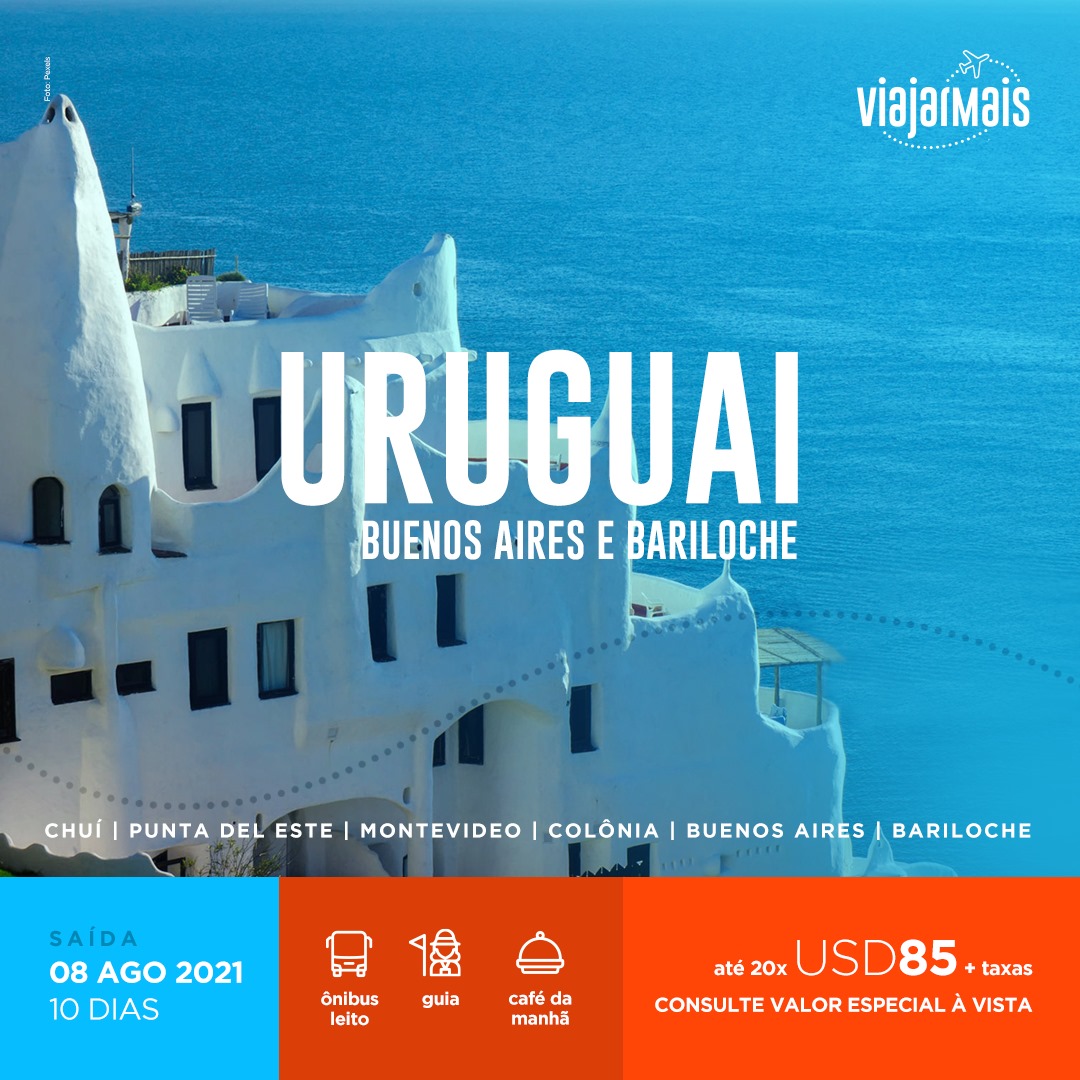 Foto: Pexels
viajarmais
URUGUAI
BUENOS AIRES E BARILOCHE
CHUÍ | PUNTA DEL ESTE | MONTEVIDEO | COLÔNIA | BUENOS AIRES | BARILOCHE
SAÍDA
08 AGO 2021
10 DIAS
ônibus
leito
guia
café da
manhã
até 20x USD85 + taxas
CONSULTE VALOR ESPECIAL À VISTA